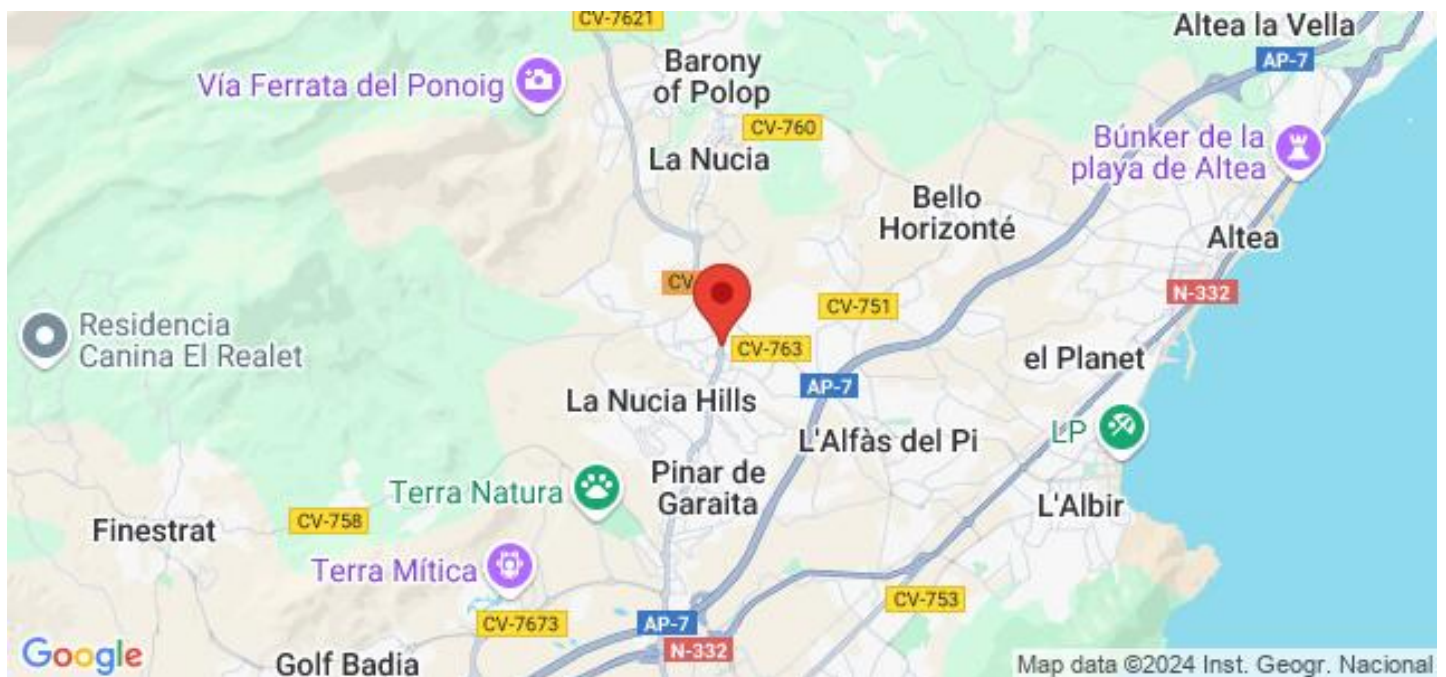 CV-7621
Altea la Vella
AP-7
Barony
of Polop
Vía Ferrata del Ponoig
CV-760
Búnker de la
playa de Altea
La Nucia
Bello
Horizonté
Altea
CV
N-332
CV-751
Residencia
Canina El Realet
CV-763
el Planet
AP-7
La Nucia Hills
LP
L'Alfàs del Pi
Pinar de
Garaita
Terra Natura
L'Albir
CV-758
Finestrat
Terra Mítica
CV-753
CV-7673
AP-7
N-332
Google
Golf Badia
Map data ©2024 Inst. Geogr. Nacional